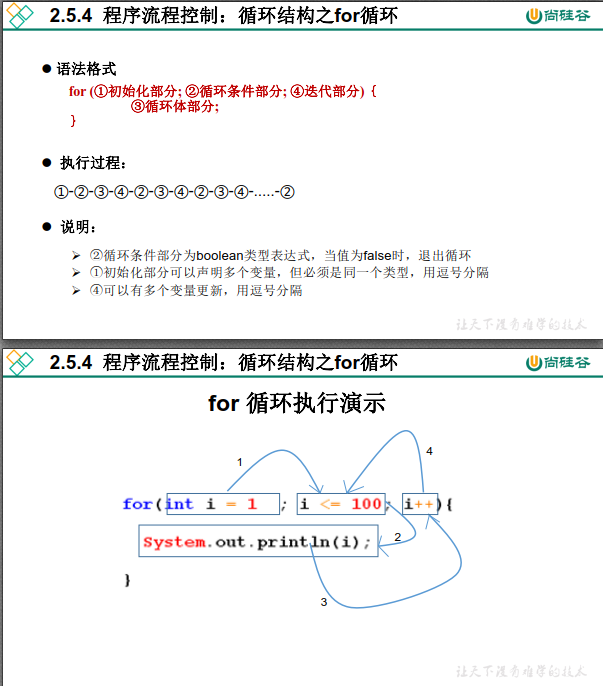 2.5.4 程序流程控制：循环结构之for循环
尚硅谷
● 语法格式
for (①初始化部分; ②循环条件部分; ④迭代部分) {
③循环体部分;
}
● 执行过程：
①-②-③-④-②-③-④-②-③-④-.....-②
● 说明：
➢ ②循环条件部分为boolean类型表达式，当值为false时，退出循环
➢ ①初始化部分可以声明多个变量，但必须是同一个类型，用逗号分隔
➢ ④可以有多个变量更新，用逗号分隔
让天下没有难学的技术
2.5.4 程序流程控制：循环结构之for循环
尚硅谷
for 循环执行演示
1
4
for(int i = 1 ; i <= 100; i++){
2
System.out.println(i);
}
3
让天下没有难学的技术